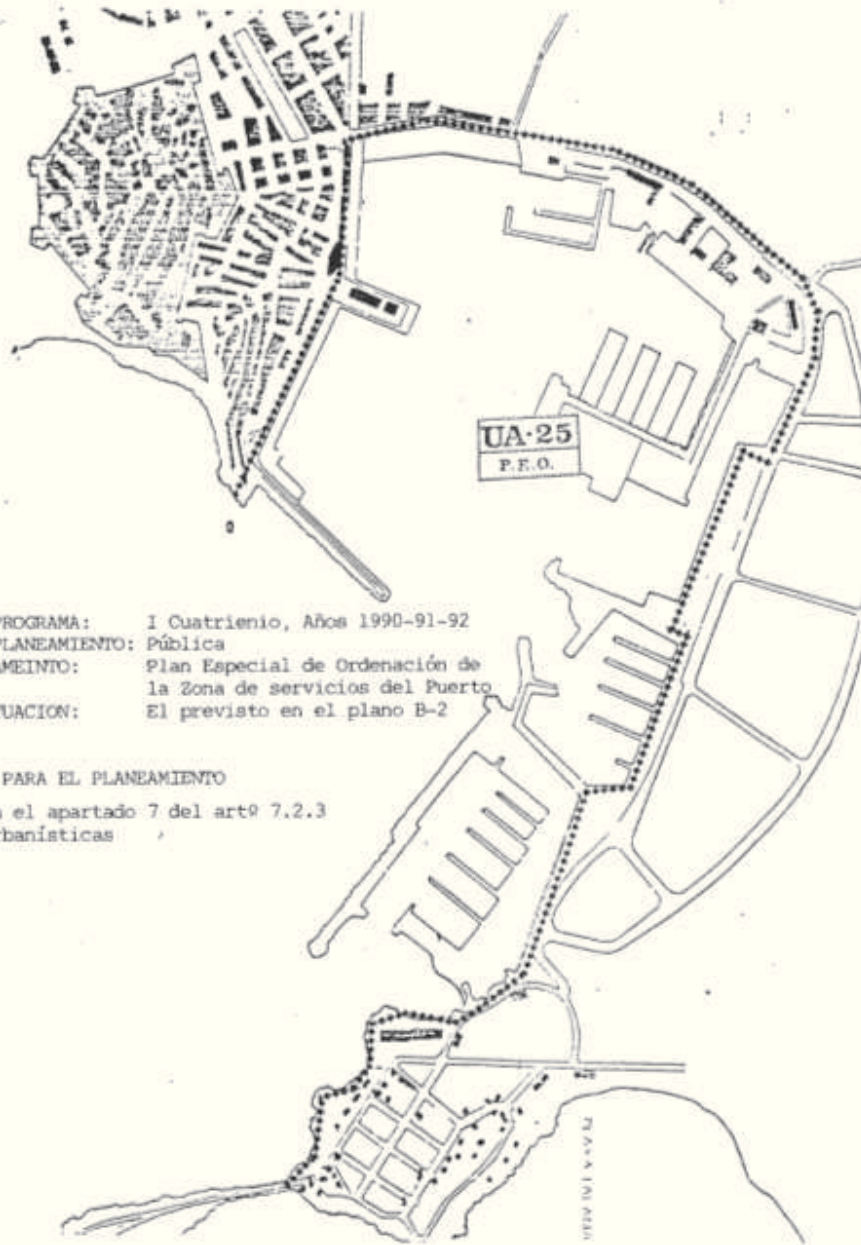 UA-25
P.E.O.
PROGRAMA: I Cuatrienio, Años 1990-91-92
PLANEAMIENTO: Pública
AMEINTO: Plan Especial de Ordenación de
la Zona de servicios del Puerto
UACION: El previsto en el plano B-2
PARA EL PLANEAMIENTO
el apartado 7 del artº 7.2.3
rbanísticas